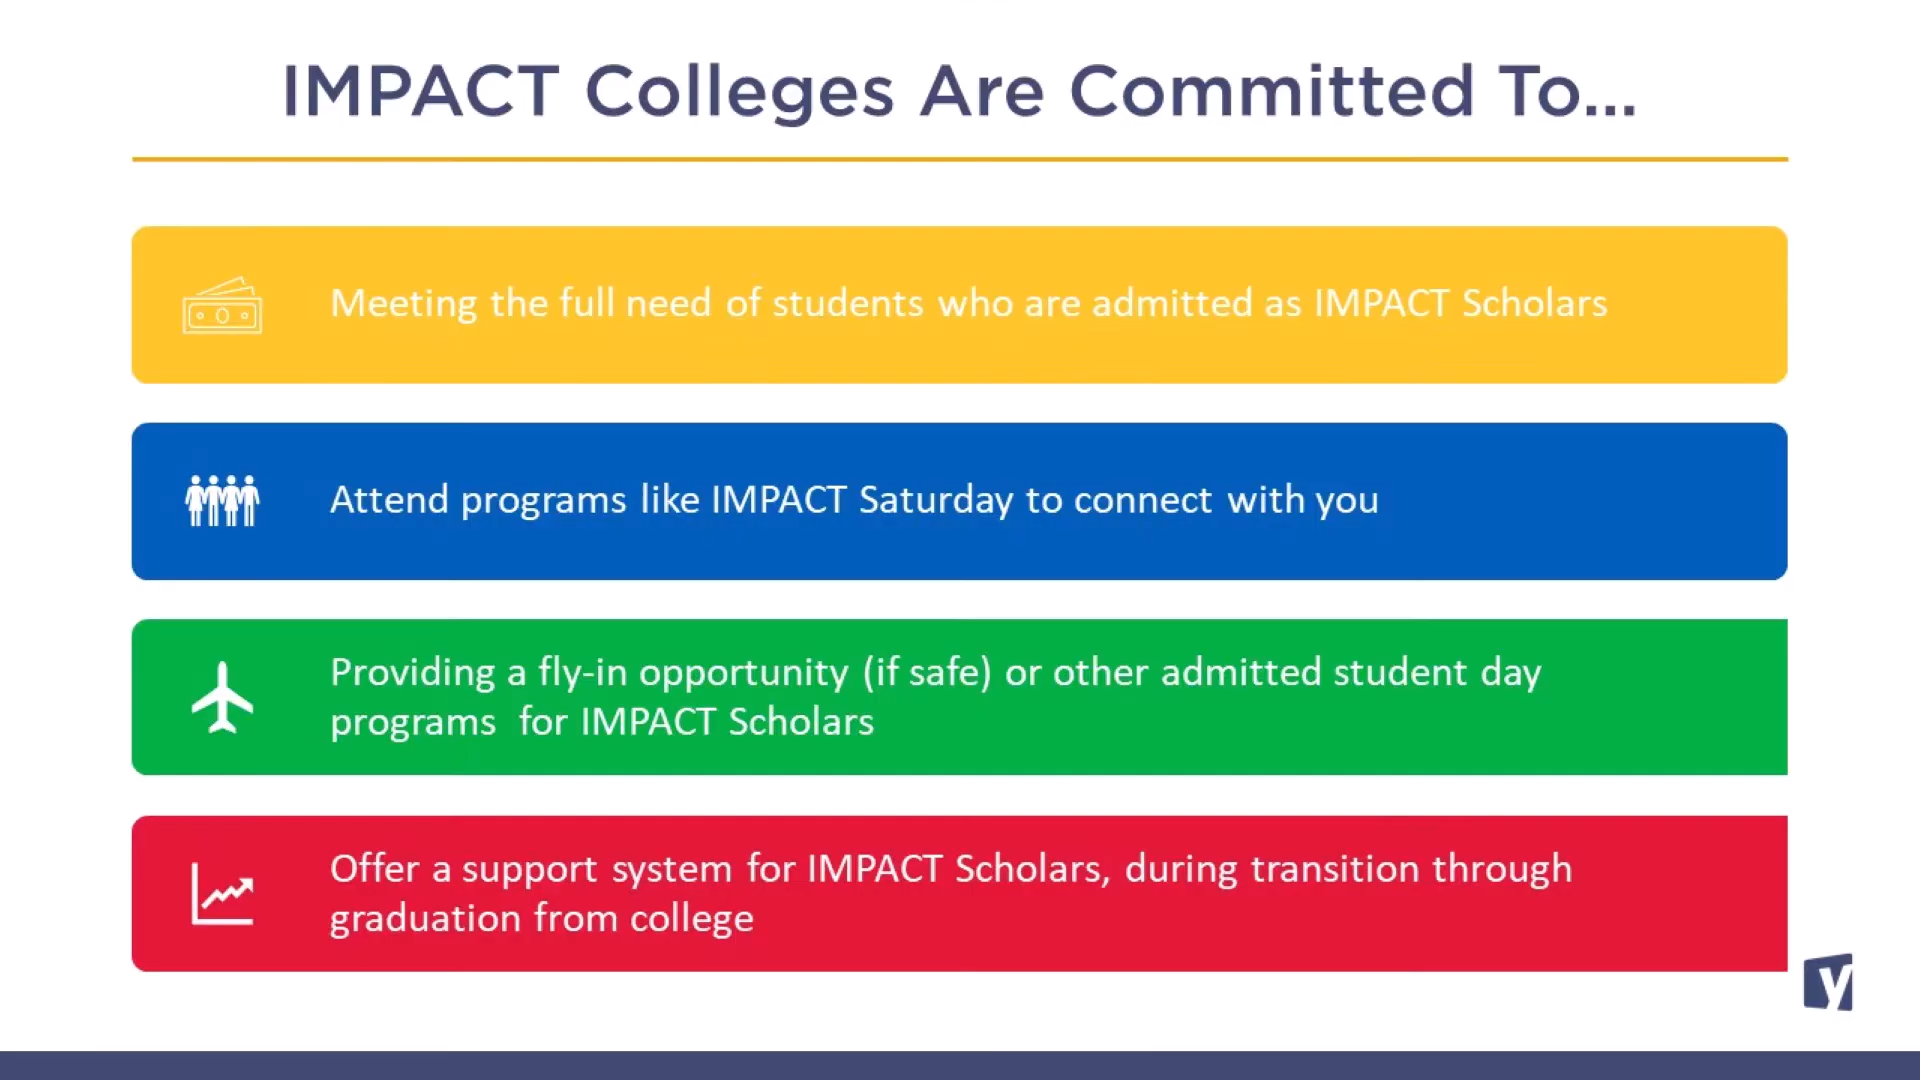 IMPACT Colleges Are Committed To...
Meeting the full need of students who are admitted as IMPACT Scholars
Attend programs like IMPACT Saturday to connect with you
Providing a fly-in opportunity (if safe) or other admitted student day
programs  for IMPACT Scholars
Offer a support system for IMPACT Scholars, during transition through
graduation from college
y